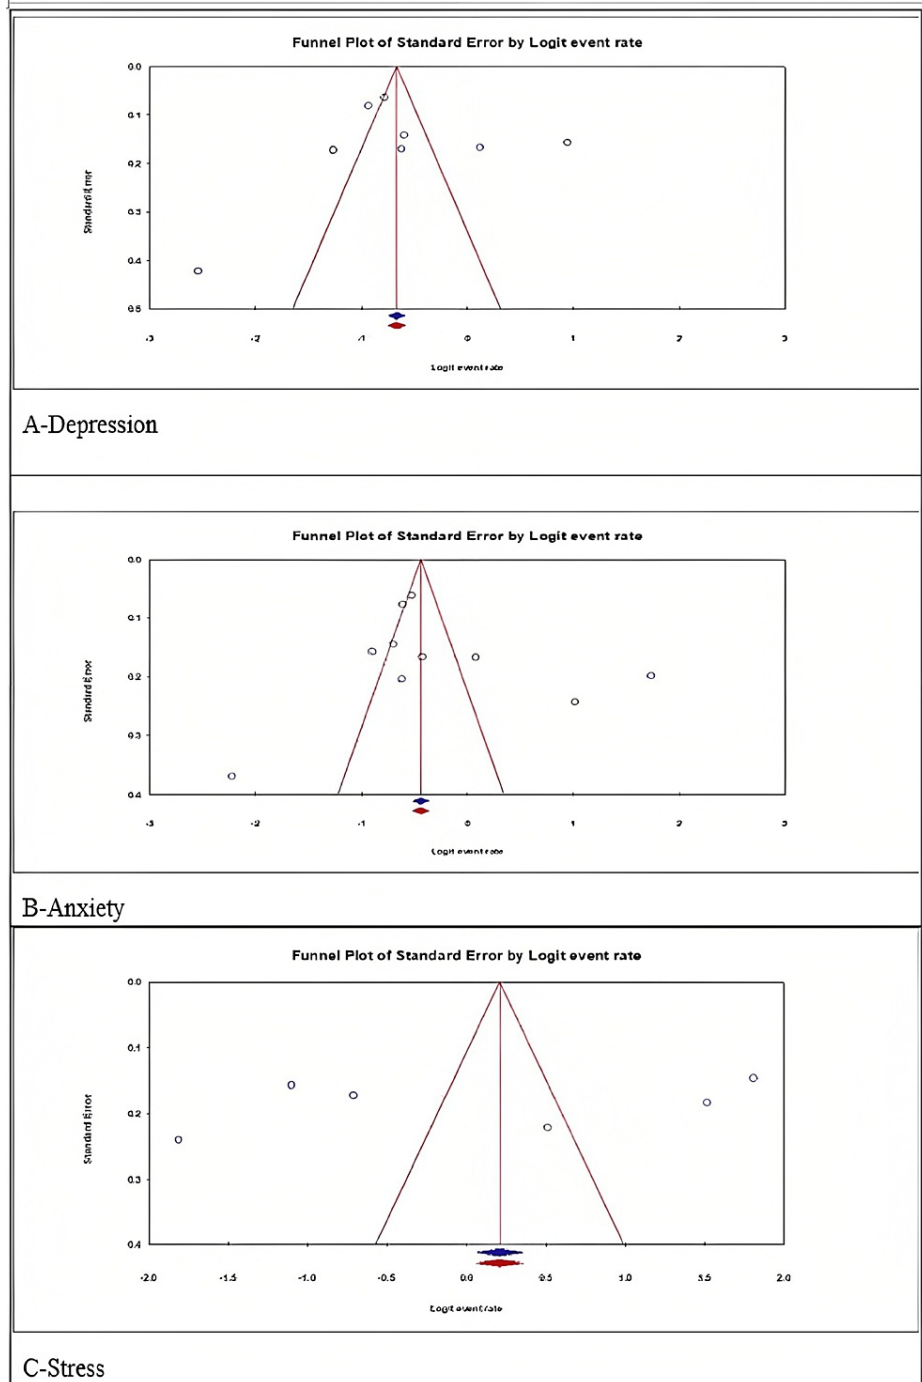 Funnel Plot of Standard Error by Logit event rate
0.0
0.1
0.2
0.3
0.4
0.5
Standard Error
-3 -2 -1 0 1 2 3
Logit event rate
A-Depression
Funnel Plot of Standard Error by Logit event rate
0.0
0.1
0.2
0.3
0.4
Standard Error
-3 -2 -1 0 1 2 3
Logit event rate
B-Anxiety
Funnel Plot of Standard Error by Logit event rate
0.0
0.1
0.2
0.3
0.4
Standard Error
-2.0 -1.5 -1.0 -0.5 0.0 0.5 1.0 1.5 2.0
Logit event rate
C-Stress